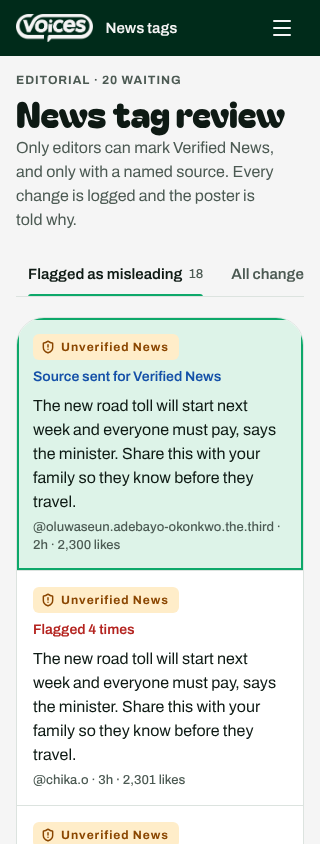 Voices News tags
EDITORIAL · 20 WAITING
News tag review
Only editors can mark Verified News,
and only with a named source. Every
change is logged and the poster is
told why.
Flagged as misleading 18 All change
Unverified News
Source sent for Verified News
The new road toll will start next
week and everyone must pay, says
the minister. Share this with your
family so they know before they
travel.
@oluwaseun.adebayo-okonkwo.the.third ·
2h · 2,300 likes
Unverified News
Flagged 4 times
The new road toll will start next
week and everyone must pay, says
the minister. Share this with your
family so they know before they
travel.
@chika.o · 3h · 2,301 likes
Unverified News